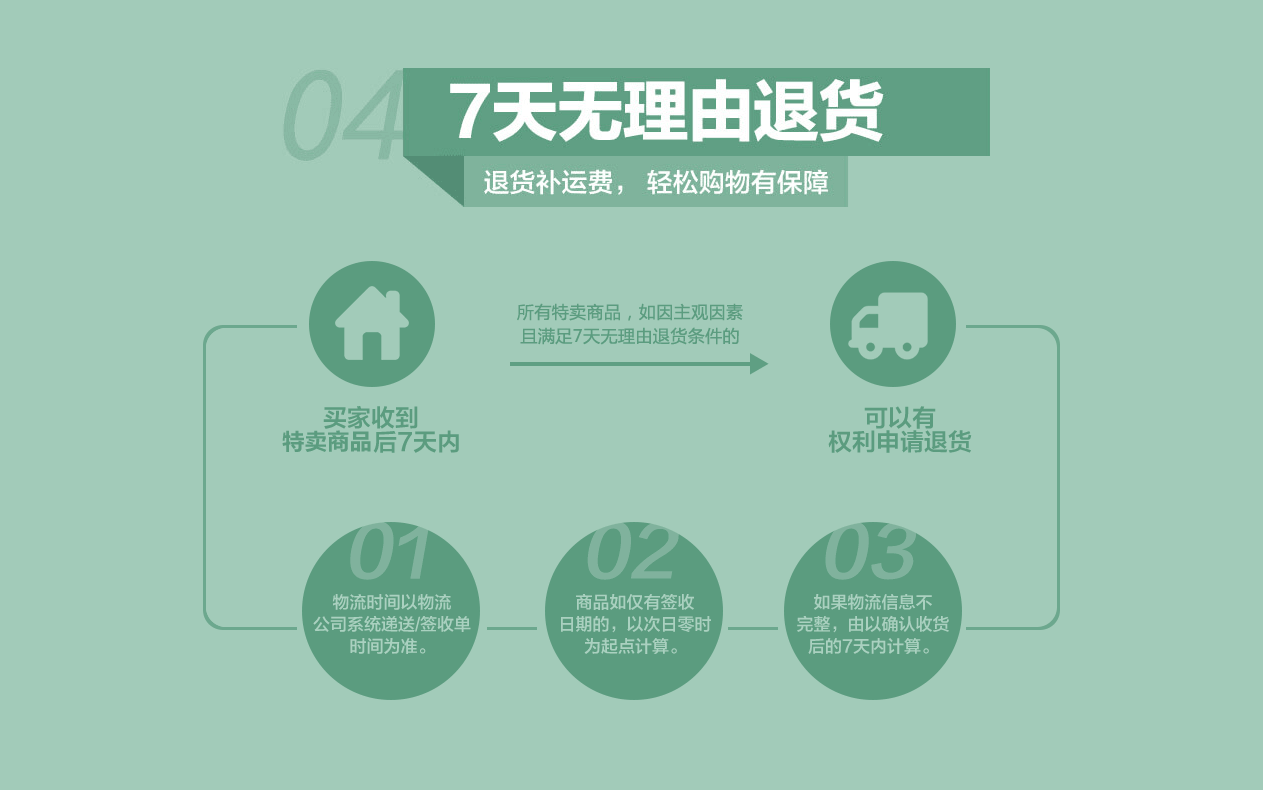 04
7天无理由退货
退货补运费， 轻松购物有保障
所有特卖商品，如因主观因素
且满足7天无理由退货条件的
买家收到
特卖商品后7天内
可以有
权利申请退货
01
物流时间以物流
公司系统递送/签收单
时间为准。
02
商品如仅有签收
日期的，以次日零时
为起点计算。
03
如果物流信息不
完整，由以确认收货
后的7天内计算。